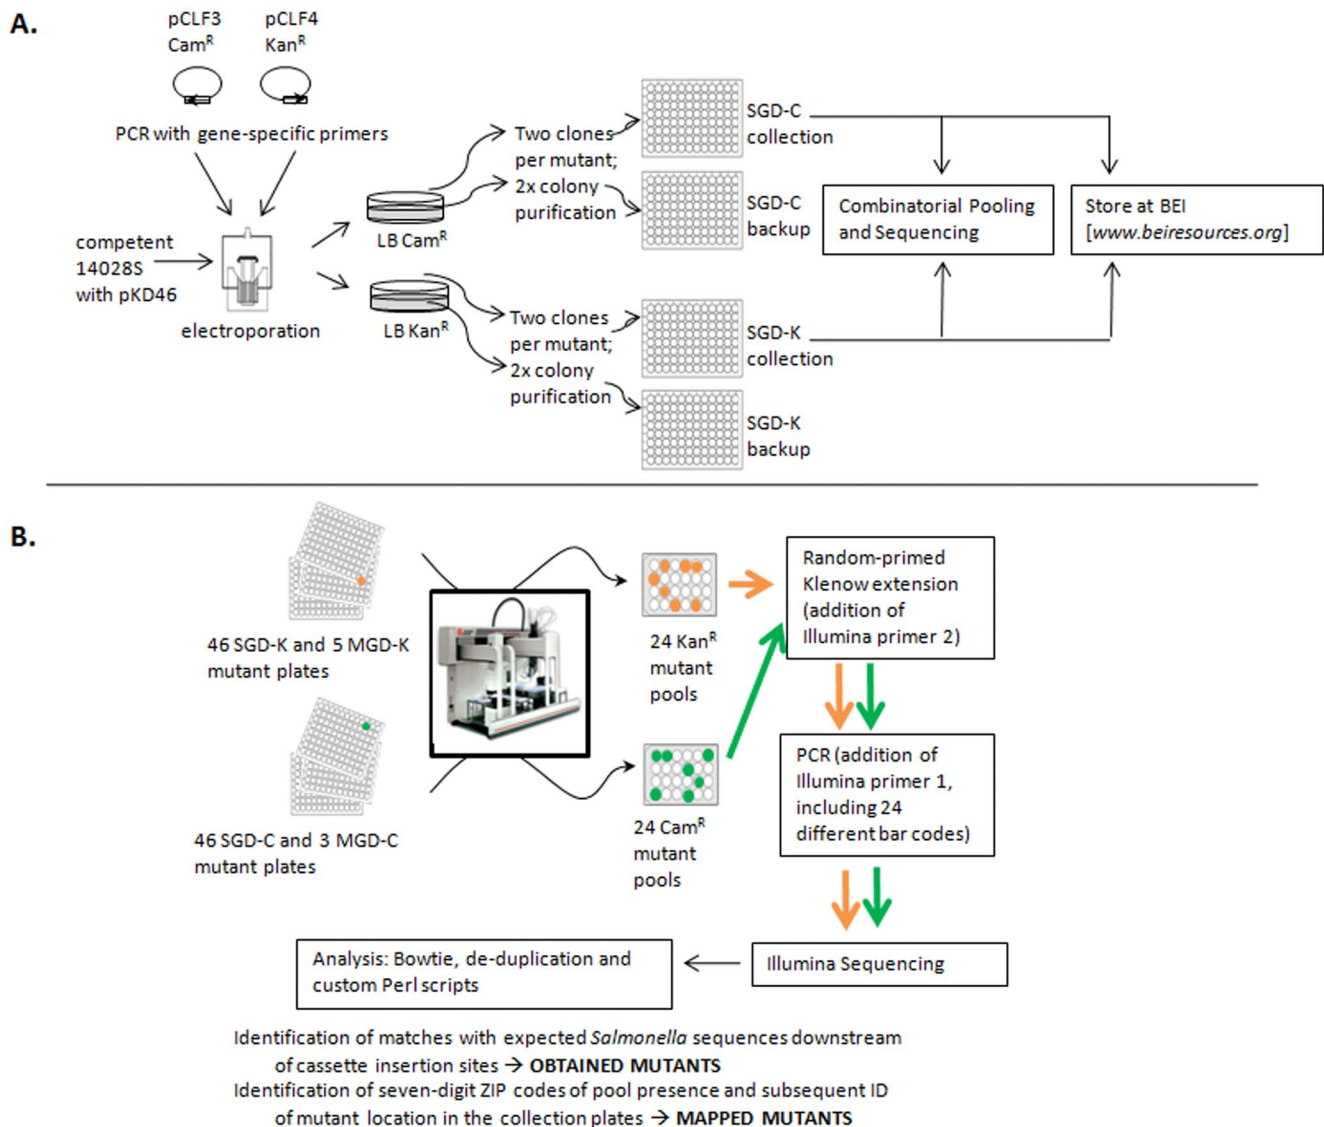 A.
pCLF3
Cam^R
pCLF4
Kan^R
PCR with gene-specific primers
competent
14028S
with pKD46
electroporation
LB Cam^R
LB Kan^R
Two clones
per mutant;
2x colony
purification
Two clones
per mutant;
2x colony
purification
SGD-C
collection
SGD-C
backup
SGD-K
collection
SGD-K
backup
Combinatorial Pooling
and Sequencing
Store at BEI
[www.beiresources.org]
B.
46 SGD-K and 5 MGD-K
mutant plates
46 SGD-C and 3 MGD-C
mutant plates
24 Kan^R
mutant
pools
24 Cam^R
mutant
pools
Random-primed
Klenow extension
(addition of
Illumina primer 2)
PCR (addition of
Illumina primer 1,
including 24
different bar codes)
Illumina Sequencing
Analysis: Bowtie, de-duplication and
custom Perl scripts
Identification of matches with expected Salmonella sequences downstream
of cassette insertion sites → OBTAINED MUTANTS
Identification of seven-digit ZIP codes of pool presence and subsequent ID
of mutant location in the collection plates → MAPPED MUTANTS